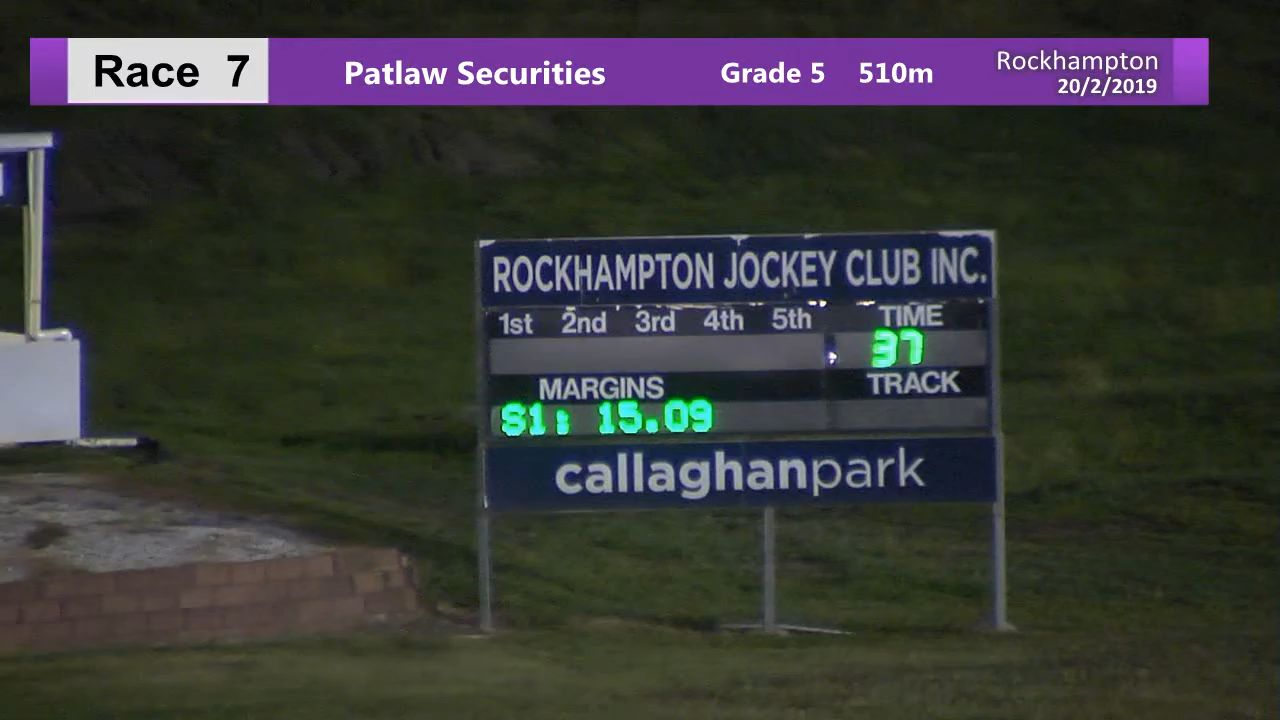 Race 7 Patlaw Securities Grade 5 510m Rockhampton
20/2/2019
ROCKHAMPTON JOCKEY CLUB INC.
1st 2nd 3rd 4th 5th TIME
37
MARGINS TRACK
S1: 15.09
callaghanpark